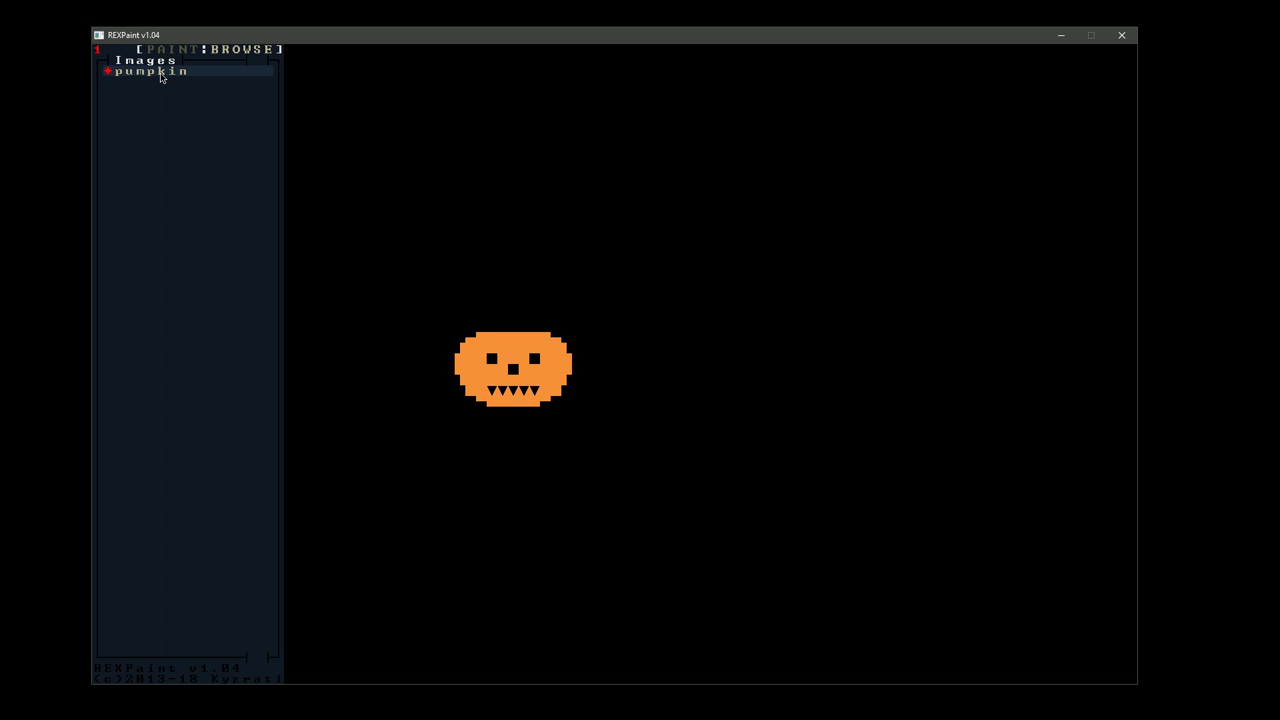 REXPaint v1.04
1 [PAINT:BROWSE]
Images
pumpkin
REXPaint v1.04
(c)2013-18 Kyzrati